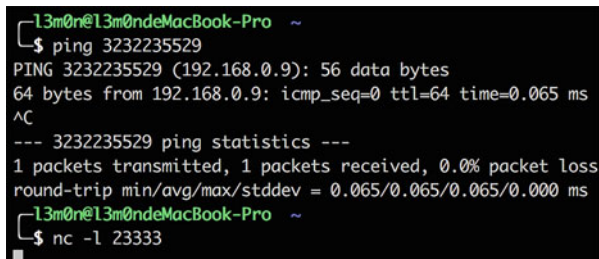 l3m0n@l3m0ndeMacBook-Pro ~
$ ping 3232235529
PING 3232235529 (192.168.0.9): 56 data bytes
64 bytes from 192.168.0.9: icmp_seq=0 ttl=64 time=0.065 ms
^C
--- 3232235529 ping statistics ---
1 packets transmitted, 1 packets received, 0.0% packet loss
round-trip min/avg/max/stddev = 0.065/0.065/0.065/0.000 ms
l3m0n@l3m0ndeMacBook-Pro ~
$ nc -l 23333